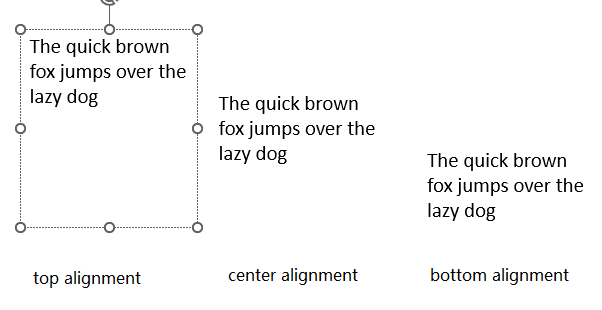 The quick brown
fox jumps over the
lazy dog
The quick brown
fox jumps over the
lazy dog
The quick brown
fox jumps over the
lazy dog
top alignment
center alignment
bottom alignment